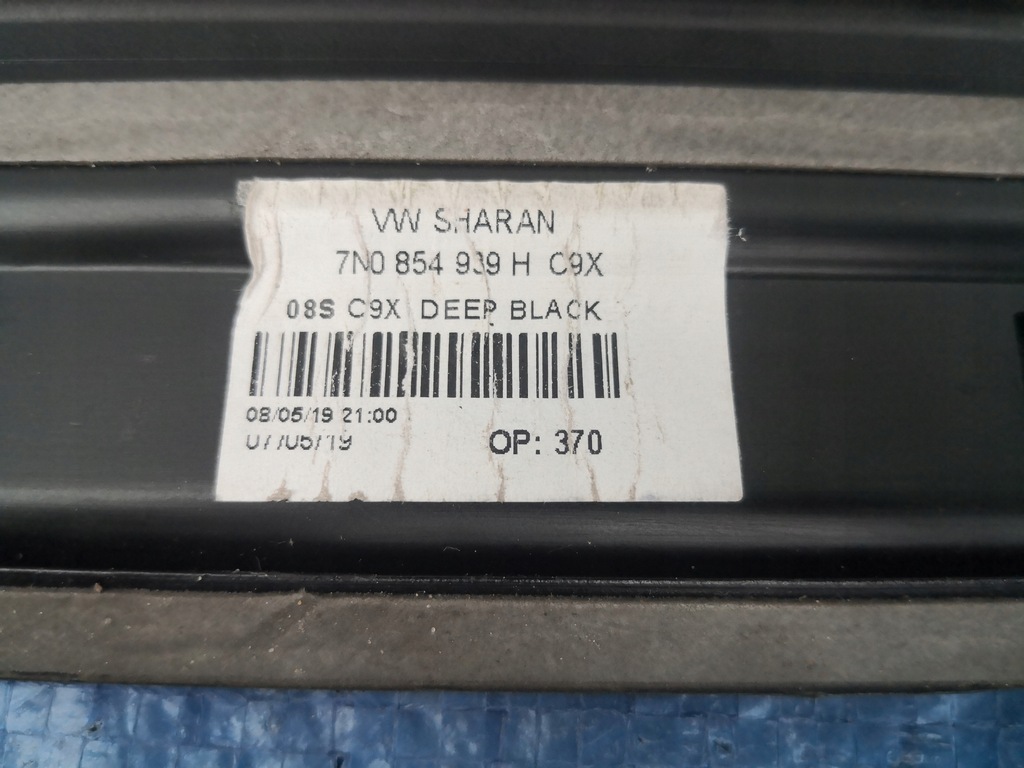 VW SHARAN
7N0 854 939 H C9X
08S C9X DEEP BLACK
08/05/19 21:00
07/05/19
OP: 370